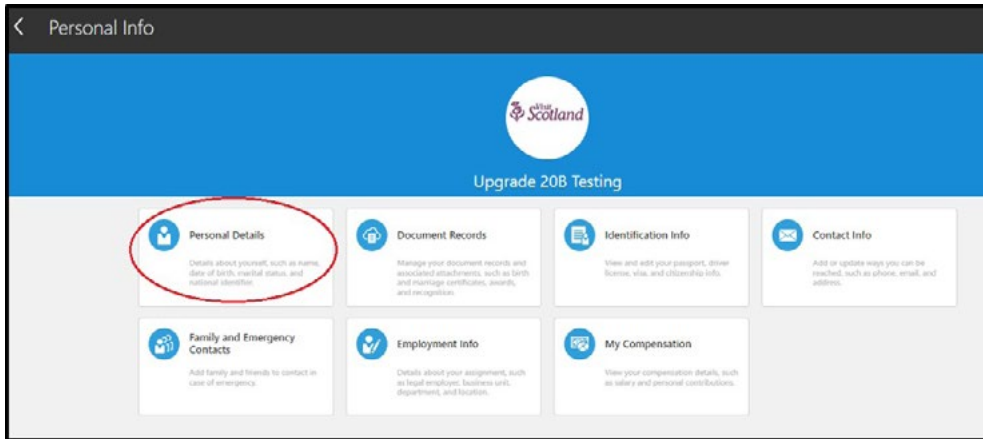 Personal Info
Visit
Scotland
Upgrade 20B Testing
Personal Details
Details about yourself, such as name,
date of birth, marital status, and
national identifier.
Document Records
Manage your document records and
associated attachments, such as birth
and marriage certificates, awards,
and recognition.
Identification Info
View and edit your passport, driver
license, visa, and citizenship info.
Contact Info
Add or update ways you can be
reached, such as phone, email, and
address.
Family and Emergency
Contacts
Add family and friends to contact in
case of emergency.
Employment Info
Details about your assignment, such
as legal employer, business unit,
department, and location.
My Compensation
View your compensation details, such
as salary and personal contributions.